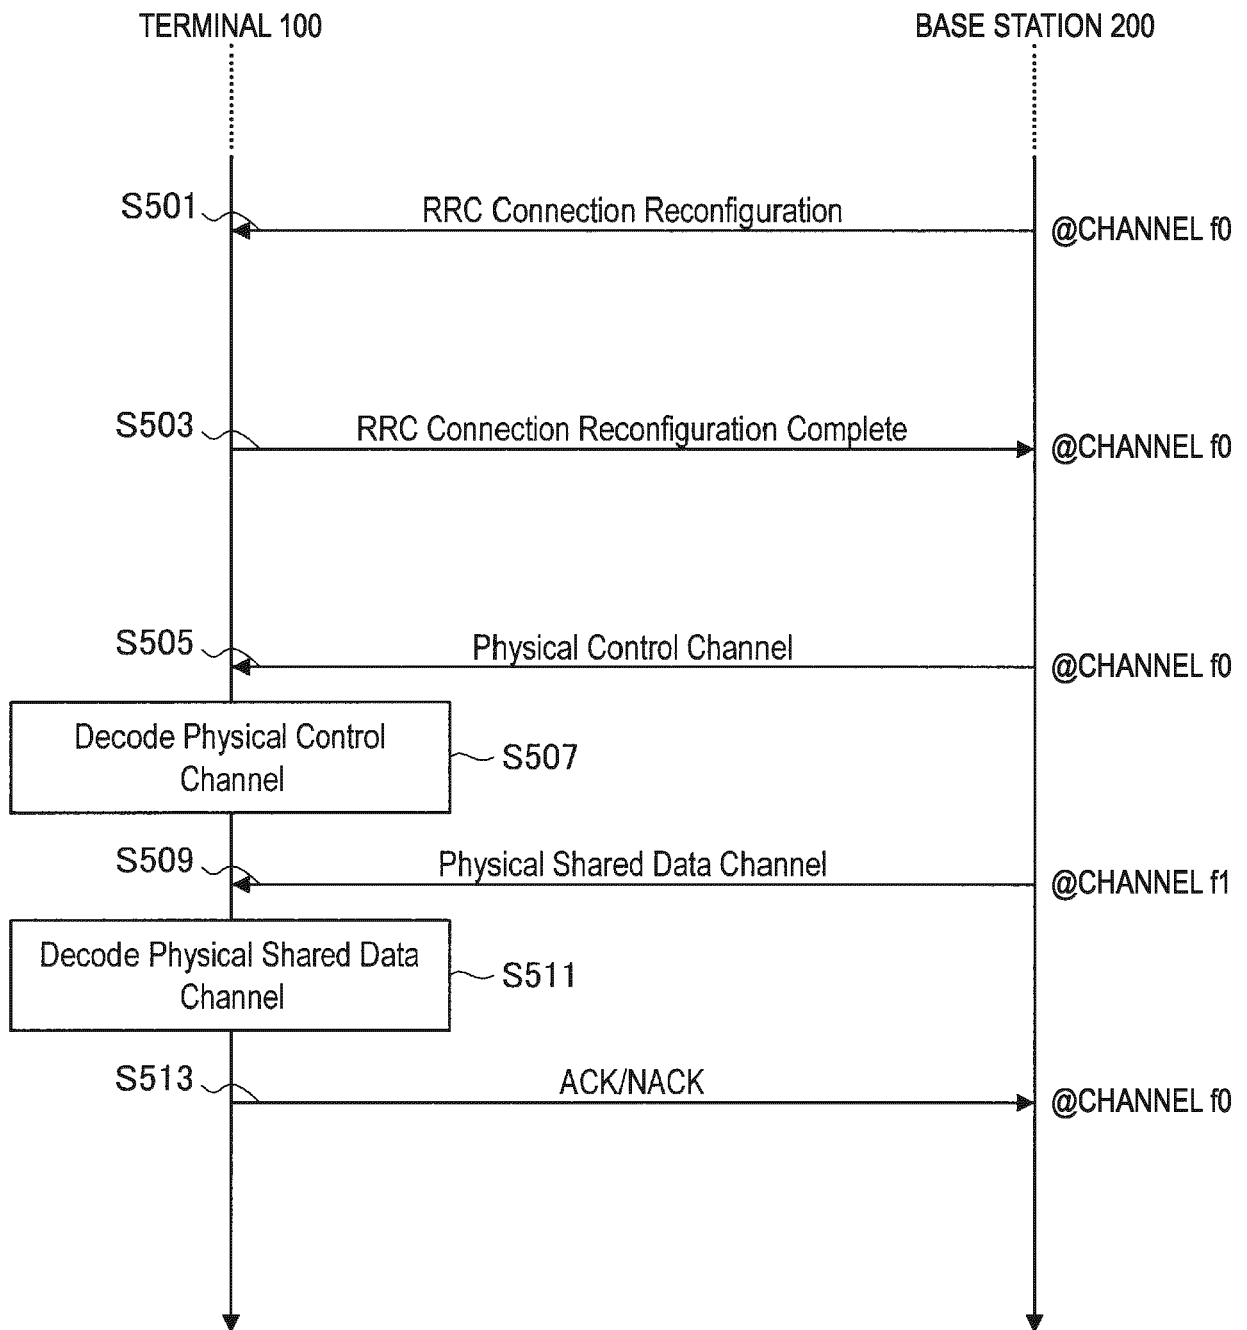 TERMINAL 100
BASE STATION 200
S501
RRC Connection Reconfiguration
@CHANNEL f0
S503
RRC Connection Reconfiguration Complete
@CHANNEL f0
S505
Physical Control Channel
@CHANNEL f0
Decode Physical Control
Channel
S507
S509
Physical Shared Data Channel
@CHANNEL f1
Decode Physical Shared Data
Channel
S511
S513
ACK/NACK
@CHANNEL f0